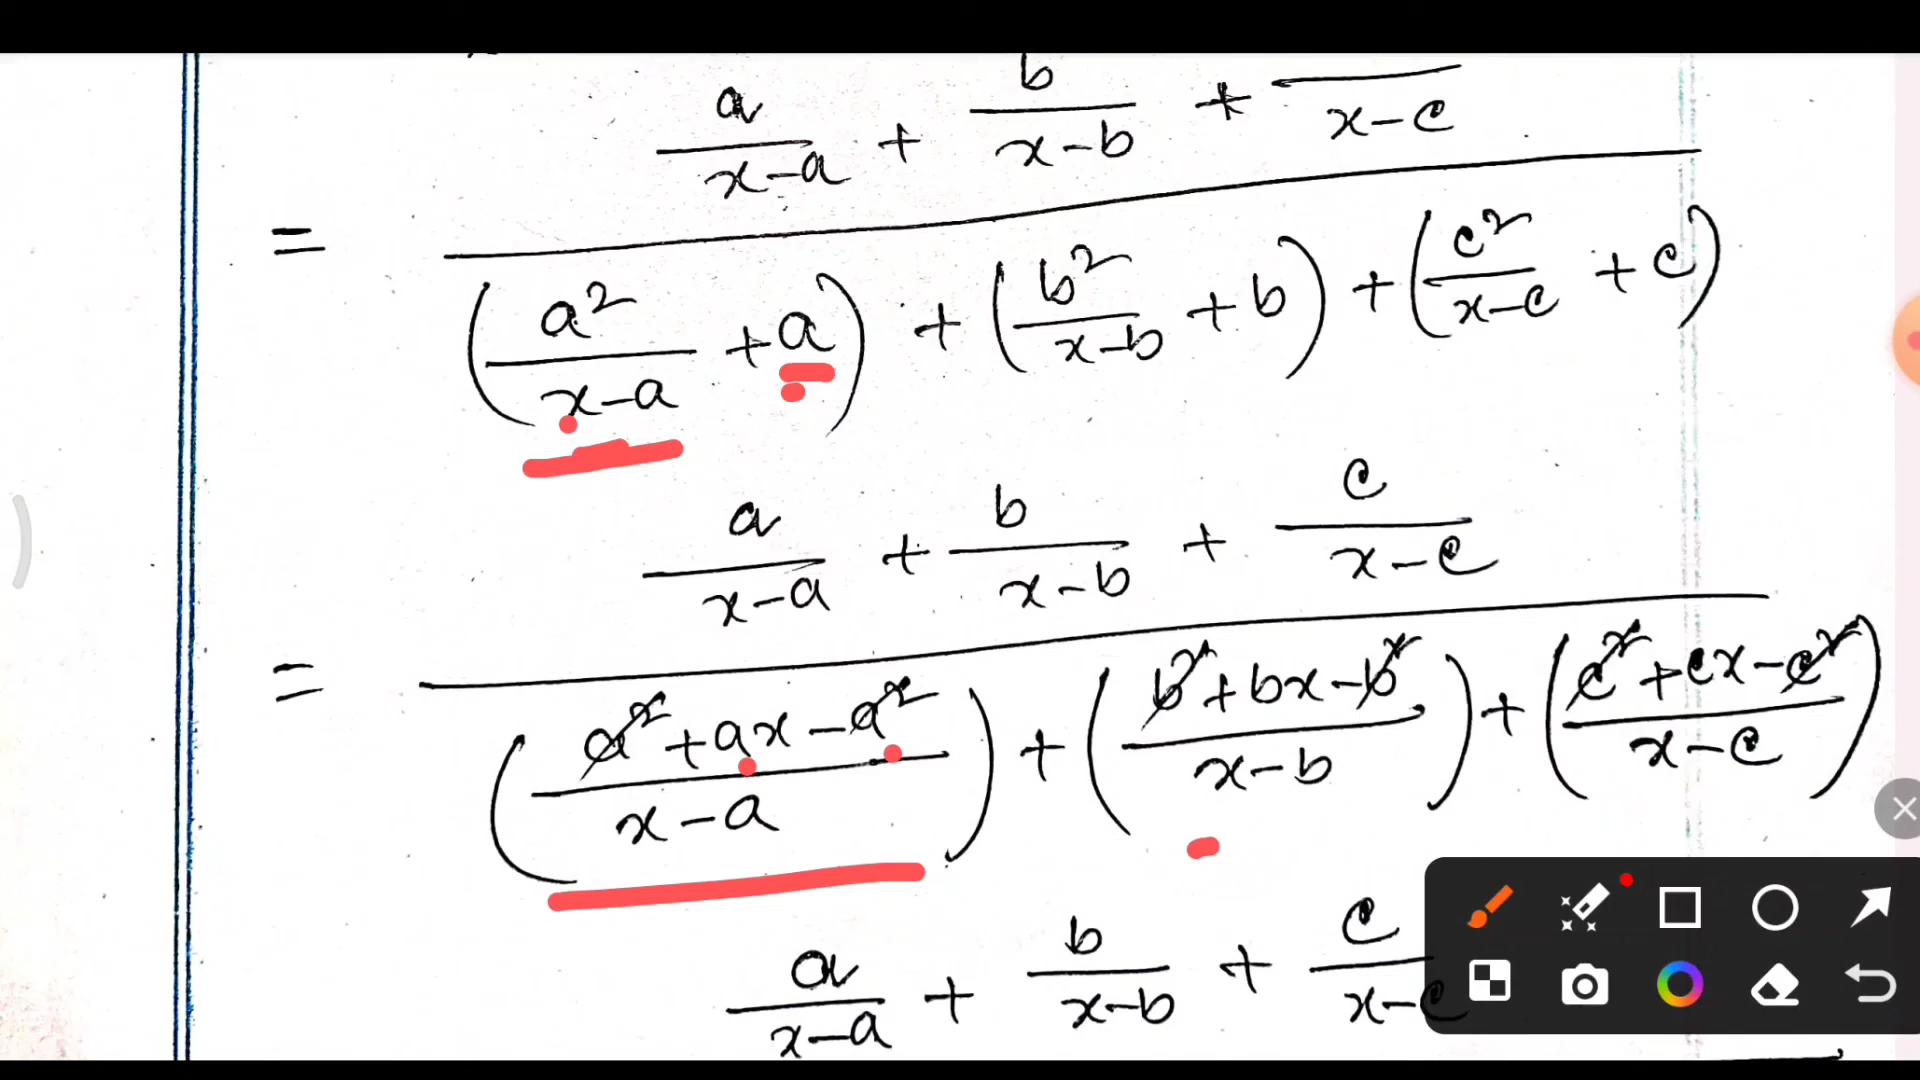 a/(x-a) + b/(x-b) + /(x-c)
= (a²/(x-a) + a) + (b²/(x-b) + b) + (c²/(x-c) + c)
a/(x-a) + b/(x-b) + c/(x-c)
= ((a²+ax-a²)/(x-a)) + ((b²+bx-b²)/(x-b)) + ((c²+cx-c²)/(x-c))
a/(x-a) + b/(x-b) + c/(x-c)